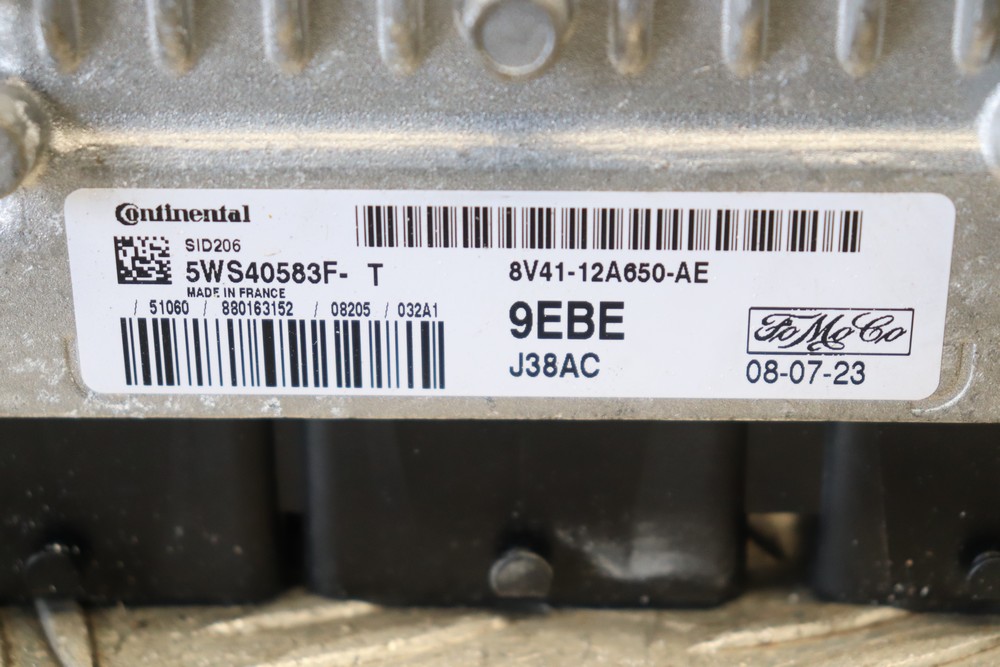 Continental
SID206
5WS40583F- T
MADE IN FRANCE
/ 51060 / 880163152 / 08205 / 032A1
8V41-12A650-AE
9EBE
J38AC
FoMoCo
08-07-23